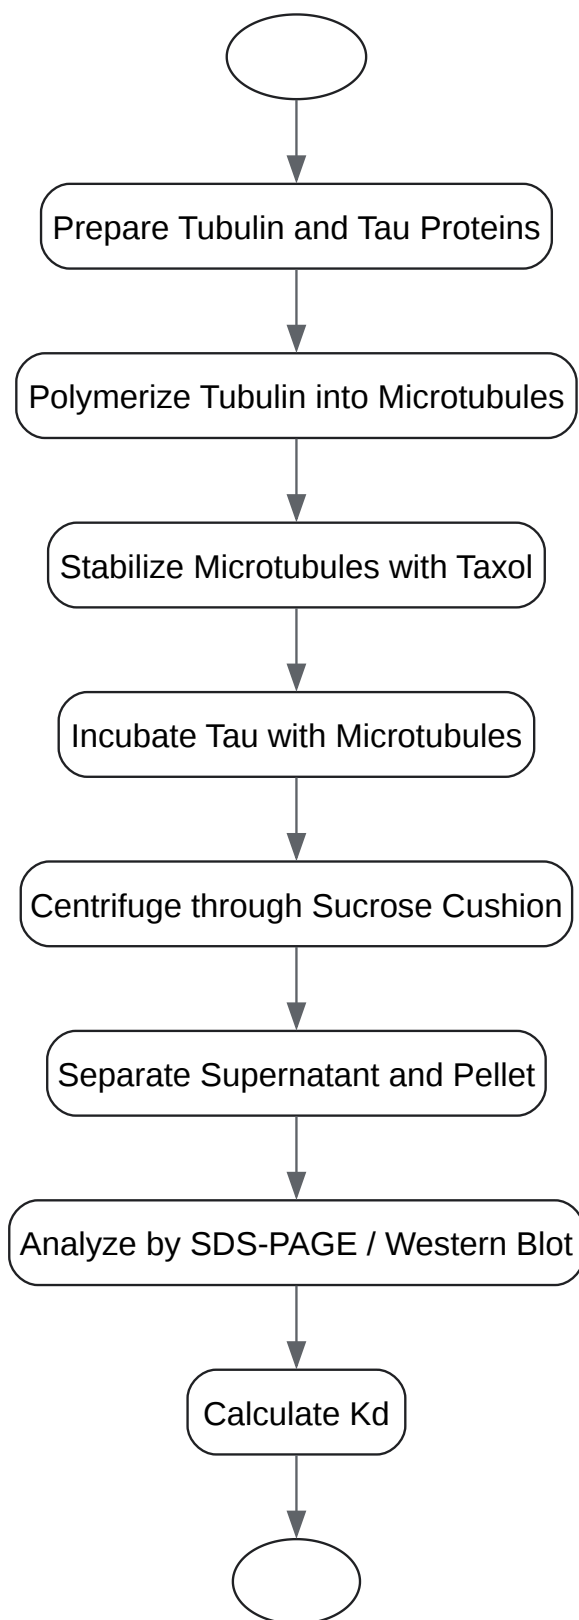 Prepare Tubulin and Tau Proteins
Polymerize Tubulin into Microtubules
Stabilize Microtubules with Taxol
Incubate Tau with Microtubules
Centrifuge through Sucrose Cushion
Separate Supernatant and Pellet
Analyze by SDS-PAGE / Western Blot
Calculate Kd